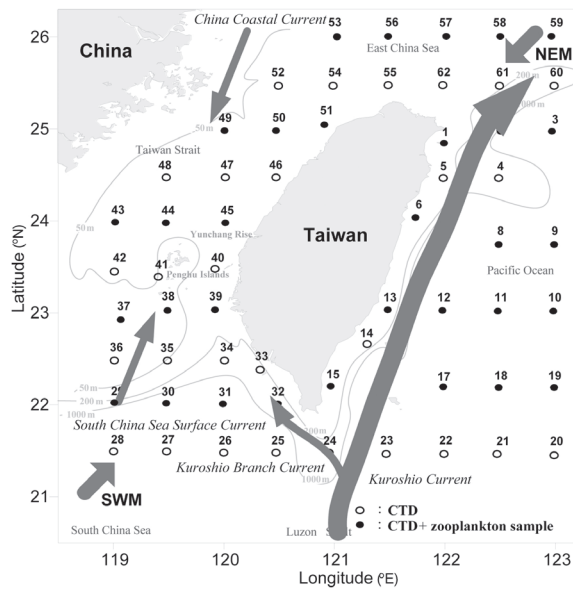 China Coastal Current
53 56 57 58 59
26
China
East China Sea
NEM
52 54 55 62 61 60
200 m
1000 m
49 50 51
25
50 m
1 3
Taiwan Strait
48 47 46 5 4
43 44 45 6
24
50 m
Yunchang Rise
Taiwan
8 9
42 41 40
Penghu Islands
Pacific Ocean
37 38 39 13 12 11 10
23
14
36 35 34 33
15 17 18 19
50 m
200 m
1000 m
29 30 31 32
22
South China Sea Surface Current
28 27 26 25 24 23 22 21 20
Kuroshio Branch Current
1000 m
Kuroshio Current
SWM
21
: CTD
: CTD+ zooplankton sample
South China Sea
Luzon
119 120 121 122 123
Longitude (ºE)
Latitude (ºN)